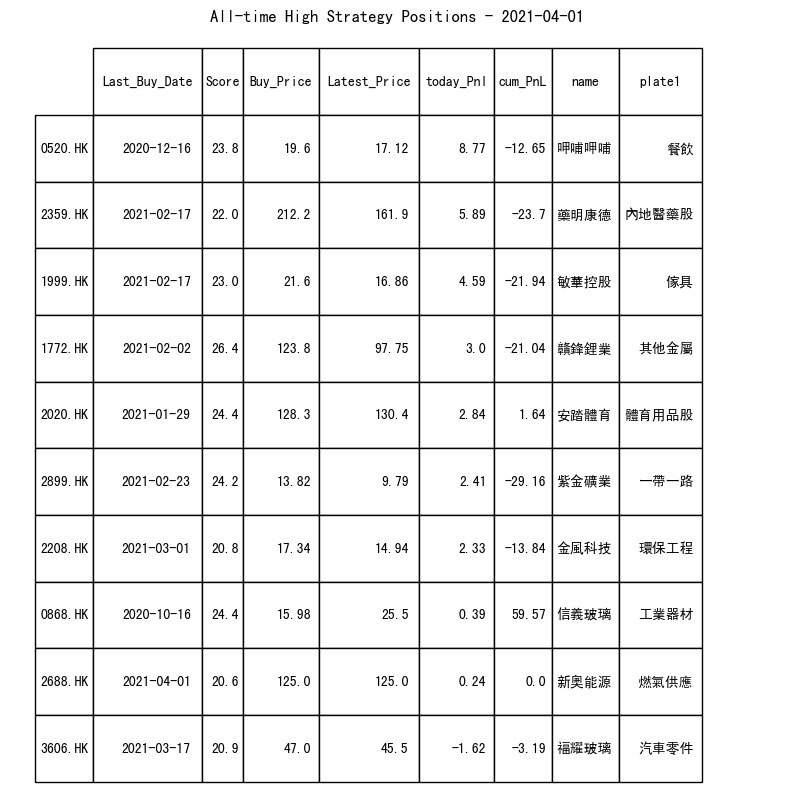 All-time High Strategy Positions - 2021-04-01
Last_Buy_Date Score Buy_Price Latest_Price today_Pnl cum_PnL name plate1
0520.HK 2020-12-16 23.8 19.6 17.12 8.77 -12.65 呷哺呷哺 餐飲
2359.HK 2021-02-17 22.0 212.2 161.9 5.89 -23.7 藥明康德 內地醫藥股
1999.HK 2021-02-17 23.0 21.6 16.86 4.59 -21.94 敏華控股 傢具
1772.HK 2021-02-02 26.4 123.8 97.75 3.0 -21.04 贛鋒鋰業 其他金屬
2020.HK 2021-01-29 24.4 128.3 130.4 2.84 1.64 安踏體育 體育用品股
2899.HK 2021-02-23 24.2 13.82 9.79 2.41 -29.16 紫金礦業 一帶一路
2208.HK 2021-03-01 20.8 17.34 14.94 2.33 -13.84 金風科技 環保工程
0868.HK 2020-10-16 24.4 15.98 25.5 0.39 59.57 信義玻璃 工業器材
2688.HK 2021-04-01 20.6 125.0 125.0 0.24 0.0 新奧能源 燃氣供應
3606.HK 2021-03-17 20.9 47.0 45.5 -1.62 -3.19 福耀玻璃 汽車零件